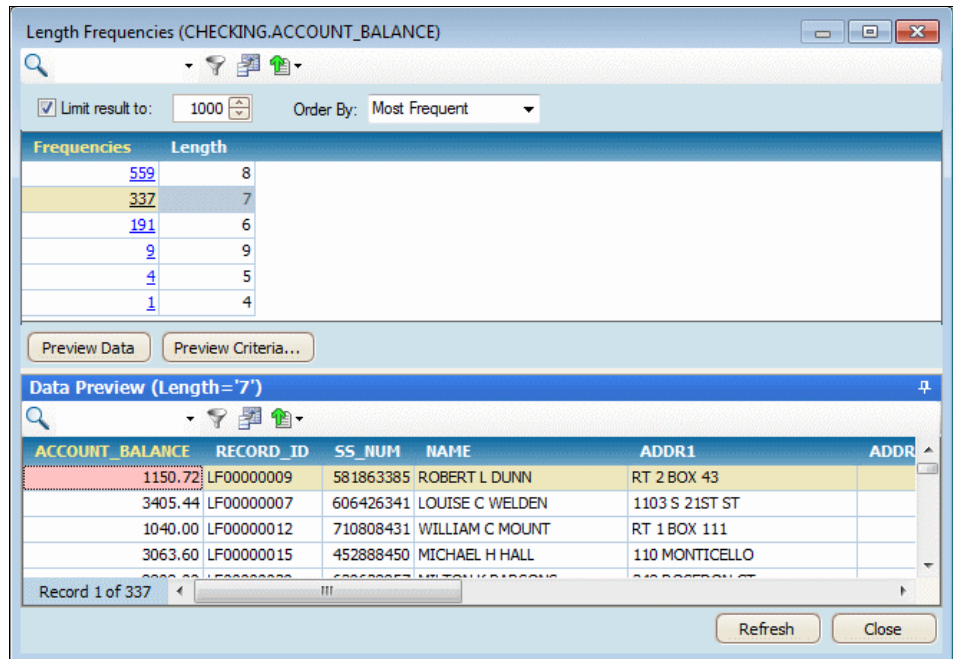 Length Frequencies (CHECKING.ACCOUNT_BALANCE)
Limit result to: 1000 Order By: Most Frequent
Frequencies Length
559 8
337 7
191 6
9 9
4 5
1 4
Preview Data Preview Criteria...
Data Preview (Length='7')
ACCOUNT_BALANCE RECORD_ID SS_NUM NAME ADDR1 ADDR
1150.72 LF00000009 581863385 ROBERT L DUNN RT 2 BOX 43
3405.44 LF00000007 606426341 LOUISE C WELDEN 1103 S 21ST ST
1040.00 LF00000012 710808431 WILLIAM C MOUNT RT 1 BOX 111
3063.60 LF00000015 452888450 MICHAEL H HALL 110 MONTICELLO
Record 1 of 337
Refresh Close